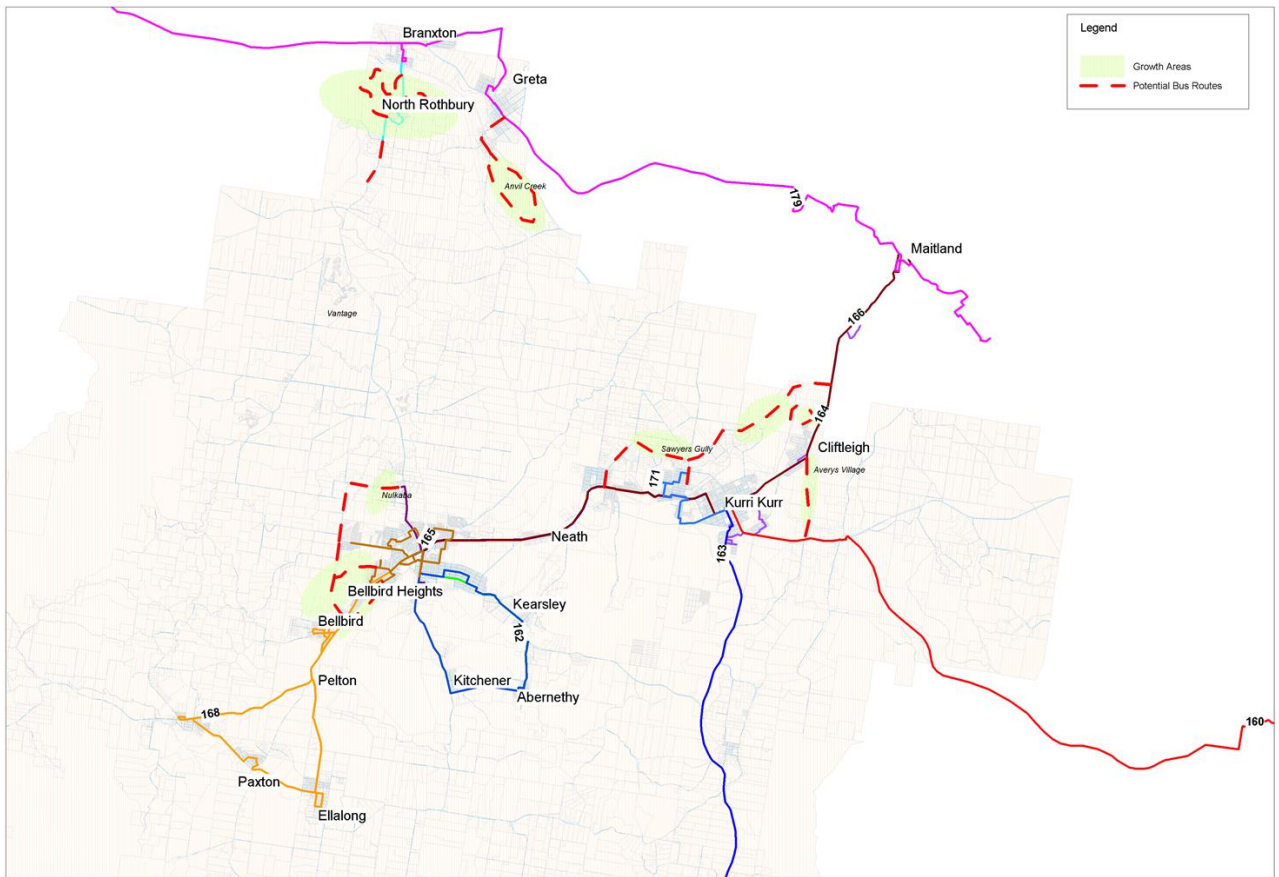 Branxton
Legend
Growth Areas
Potential Bus Routes
Greta
North Rothbury
Anvil Creek
179
Maitland
Vantage
166
164
Cliftleigh
Sawyers Gully
171
Averys Village
Nulkaba
Kurri Kurr
165
Neath
163
Bellbird Heights
Kearsley
Bellbird
162
Pelton
Kitchener
Abernethy
168
160
Paxton
Ellalong